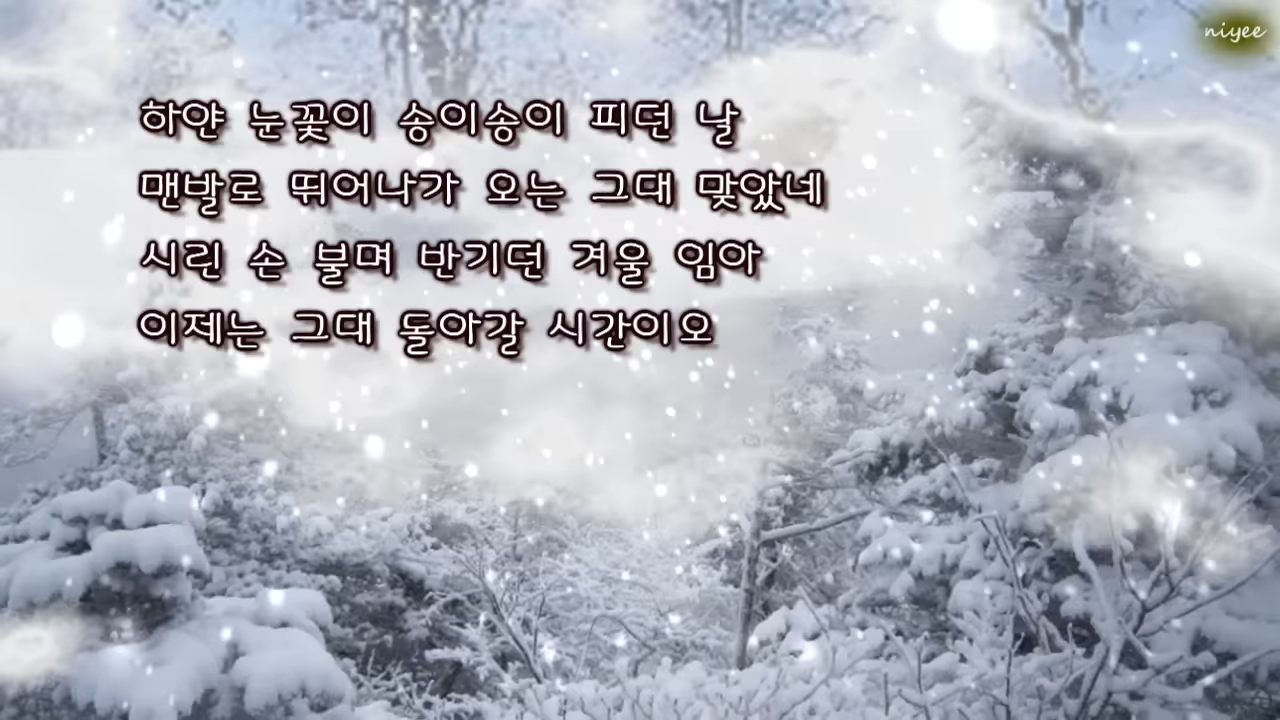 niyee
하얀 눈꽃이 송이송이 피던 날
맨발로 뛰어나가 오는 그대 맞았네
시린 손 불며 반기던 겨울 임아
이제는 그대 돌아갈 시간이오